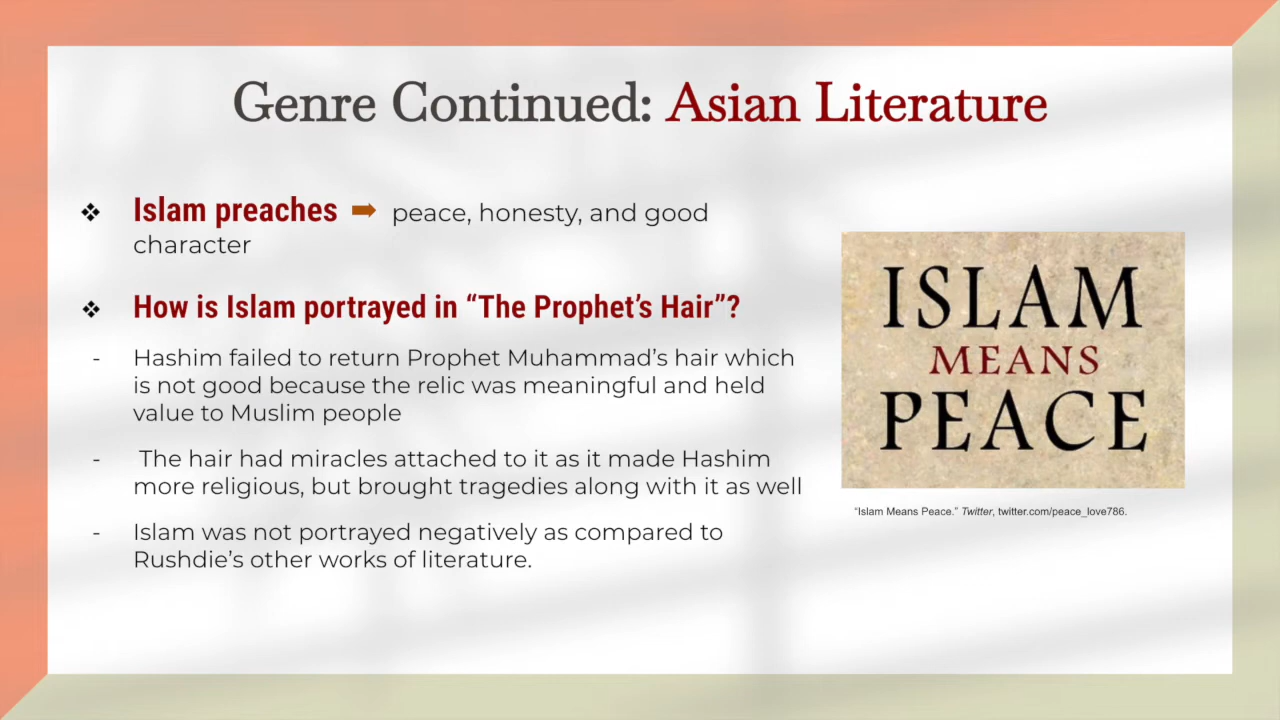 Genre Continued: Asian Literature
❖ Islam preaches ➡ peace, honesty, and good
character
❖ How is Islam portrayed in “The Prophet’s Hair”?
- Hashim failed to return Prophet Muhammad’s hair which
is not good because the relic was meaningful and held
value to Muslim people
- The hair had miracles attached to it as it made Hashim
more religious, but brought tragedies along with it as well
- Islam was not portrayed negatively as compared to
Rushdie’s other works of literature.
ISLAM
MEANS
PEACE
“Islam Means Peace.” Twitter, twitter.com/peace_love786.